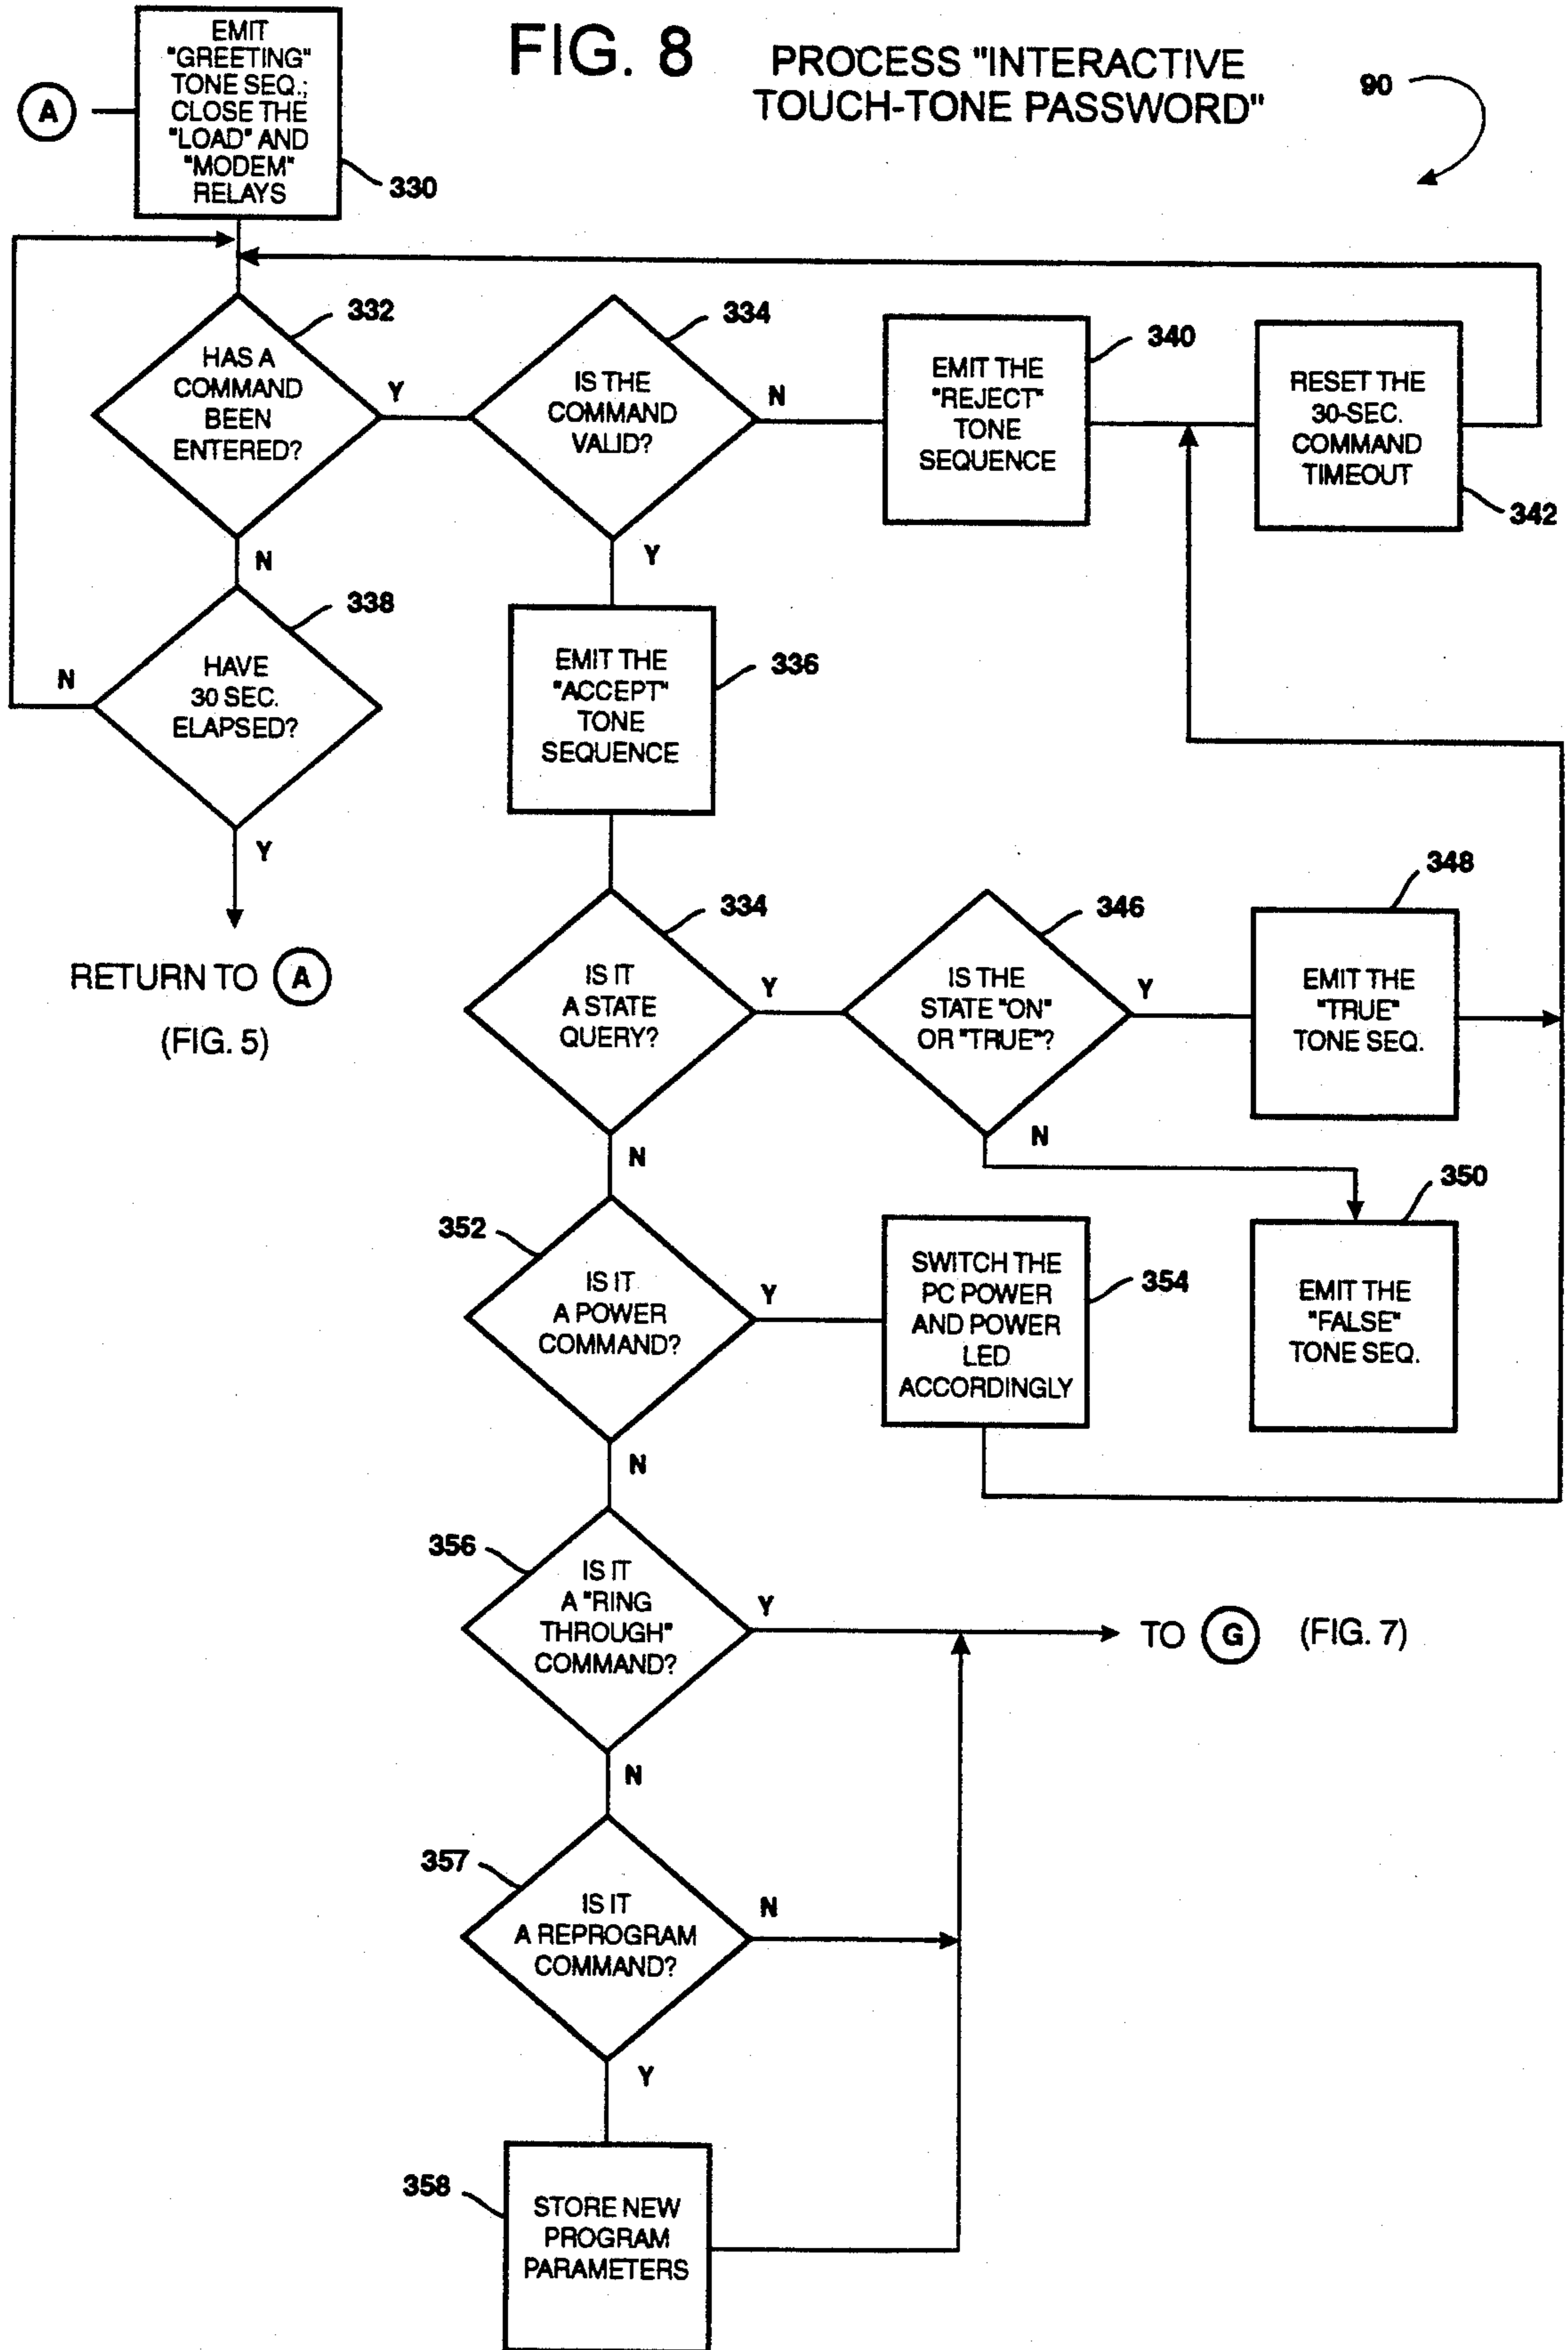 FIG. 8
PROCESS "INTERACTIVE
TOUCH-TONE PASSWORD"
90
A
EMIT
"GREETING"
TONE SEQ.;
CLOSE THE
"LOAD" AND
"MODEM"
RELAYS
330
332
HAS A
COMMAND
BEEN
ENTERED?
Y
N
334
IS THE
COMMAND
VALID?
N
Y
340
EMIT THE
"REJECT"
TONE
SEQUENCE
RESET THE
30-SEC.
COMMAND
TIMEOUT
342
338
HAVE
30 SEC.
ELAPSED?
N
Y
RETURN TO A
(FIG. 5)
336
EMIT THE
"ACCEPT"
TONE
SEQUENCE
334
IS IT
A STATE
QUERY?
Y
N
346
IS THE
STATE "ON"
OR "TRUE"?
Y
N
348
EMIT THE
"TRUE"
TONE SEQ.
350
EMIT THE
"FALSE"
TONE SEQ.
352
IS IT
A POWER
COMMAND?
Y
N
SWITCH THE
PC POWER
AND POWER
LED
ACCORDINGLY
354
356
IS IT
A "RING
THROUGH"
COMMAND?
Y
N
TO G (FIG. 7)
357
IS IT
A REPROGRAM
COMMAND?
N
Y
358
STORE NEW
PROGRAM
PARAMETERS